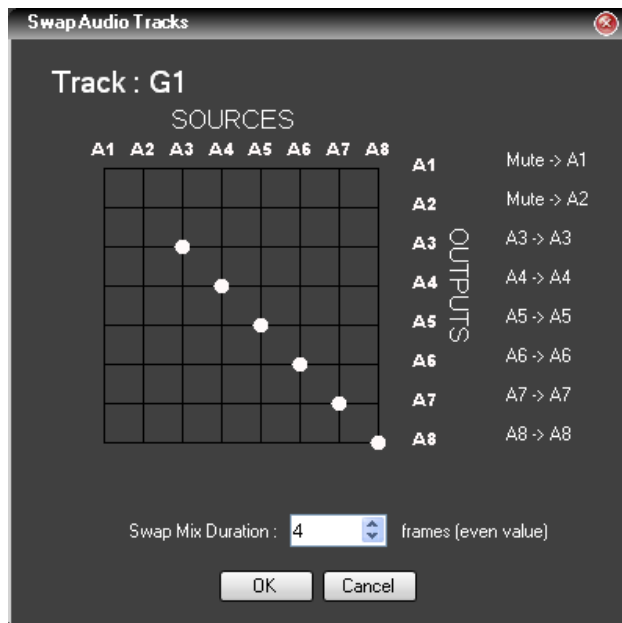 Swap Audio Tracks
Track : G1
SOURCES
A1 A2 A3 A4 A5 A6 A7 A8
A1 Mute -> A1
A2 Mute -> A2
A3 A3 -> A3
A4 A4 -> A4
A5 A5 -> A5
A6 A6 -> A6
A7 A7 -> A7
A8 A8 -> A8
OUTPUTS
Swap Mix Duration : 4 frames (even value)
OK Cancel